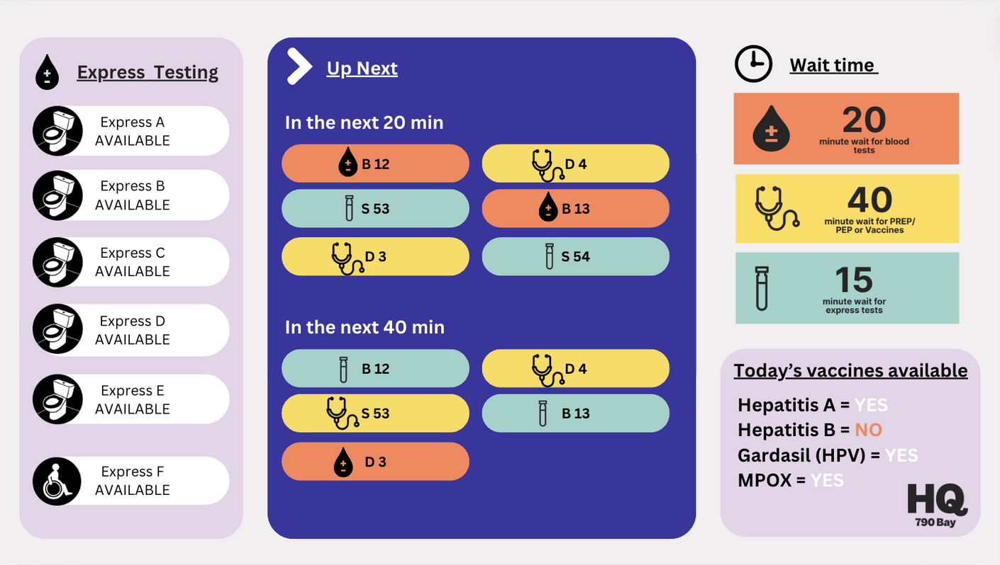 Express Testing
Express A
AVAILABLE
Express B
AVAILABLE
Express C
AVAILABLE
Express D
AVAILABLE
Express E
AVAILABLE
Express F
AVAILABLE
Up Next
In the next 20 min
B 12
D 4
S 53
B 13
D 3
S 54
In the next 40 min
B 12
D 4
S 53
B 13
D 3
Wait time
20
minute wait for blood
tests
40
minute wait for PREP/
PEP or Vaccines
15
minute wait for
express tests
Today’s vaccines available
Hepatitis A = YES
Hepatitis B = NO
Gardasil (HPV) = YES
MPOX = YES
HQ
790 Bay